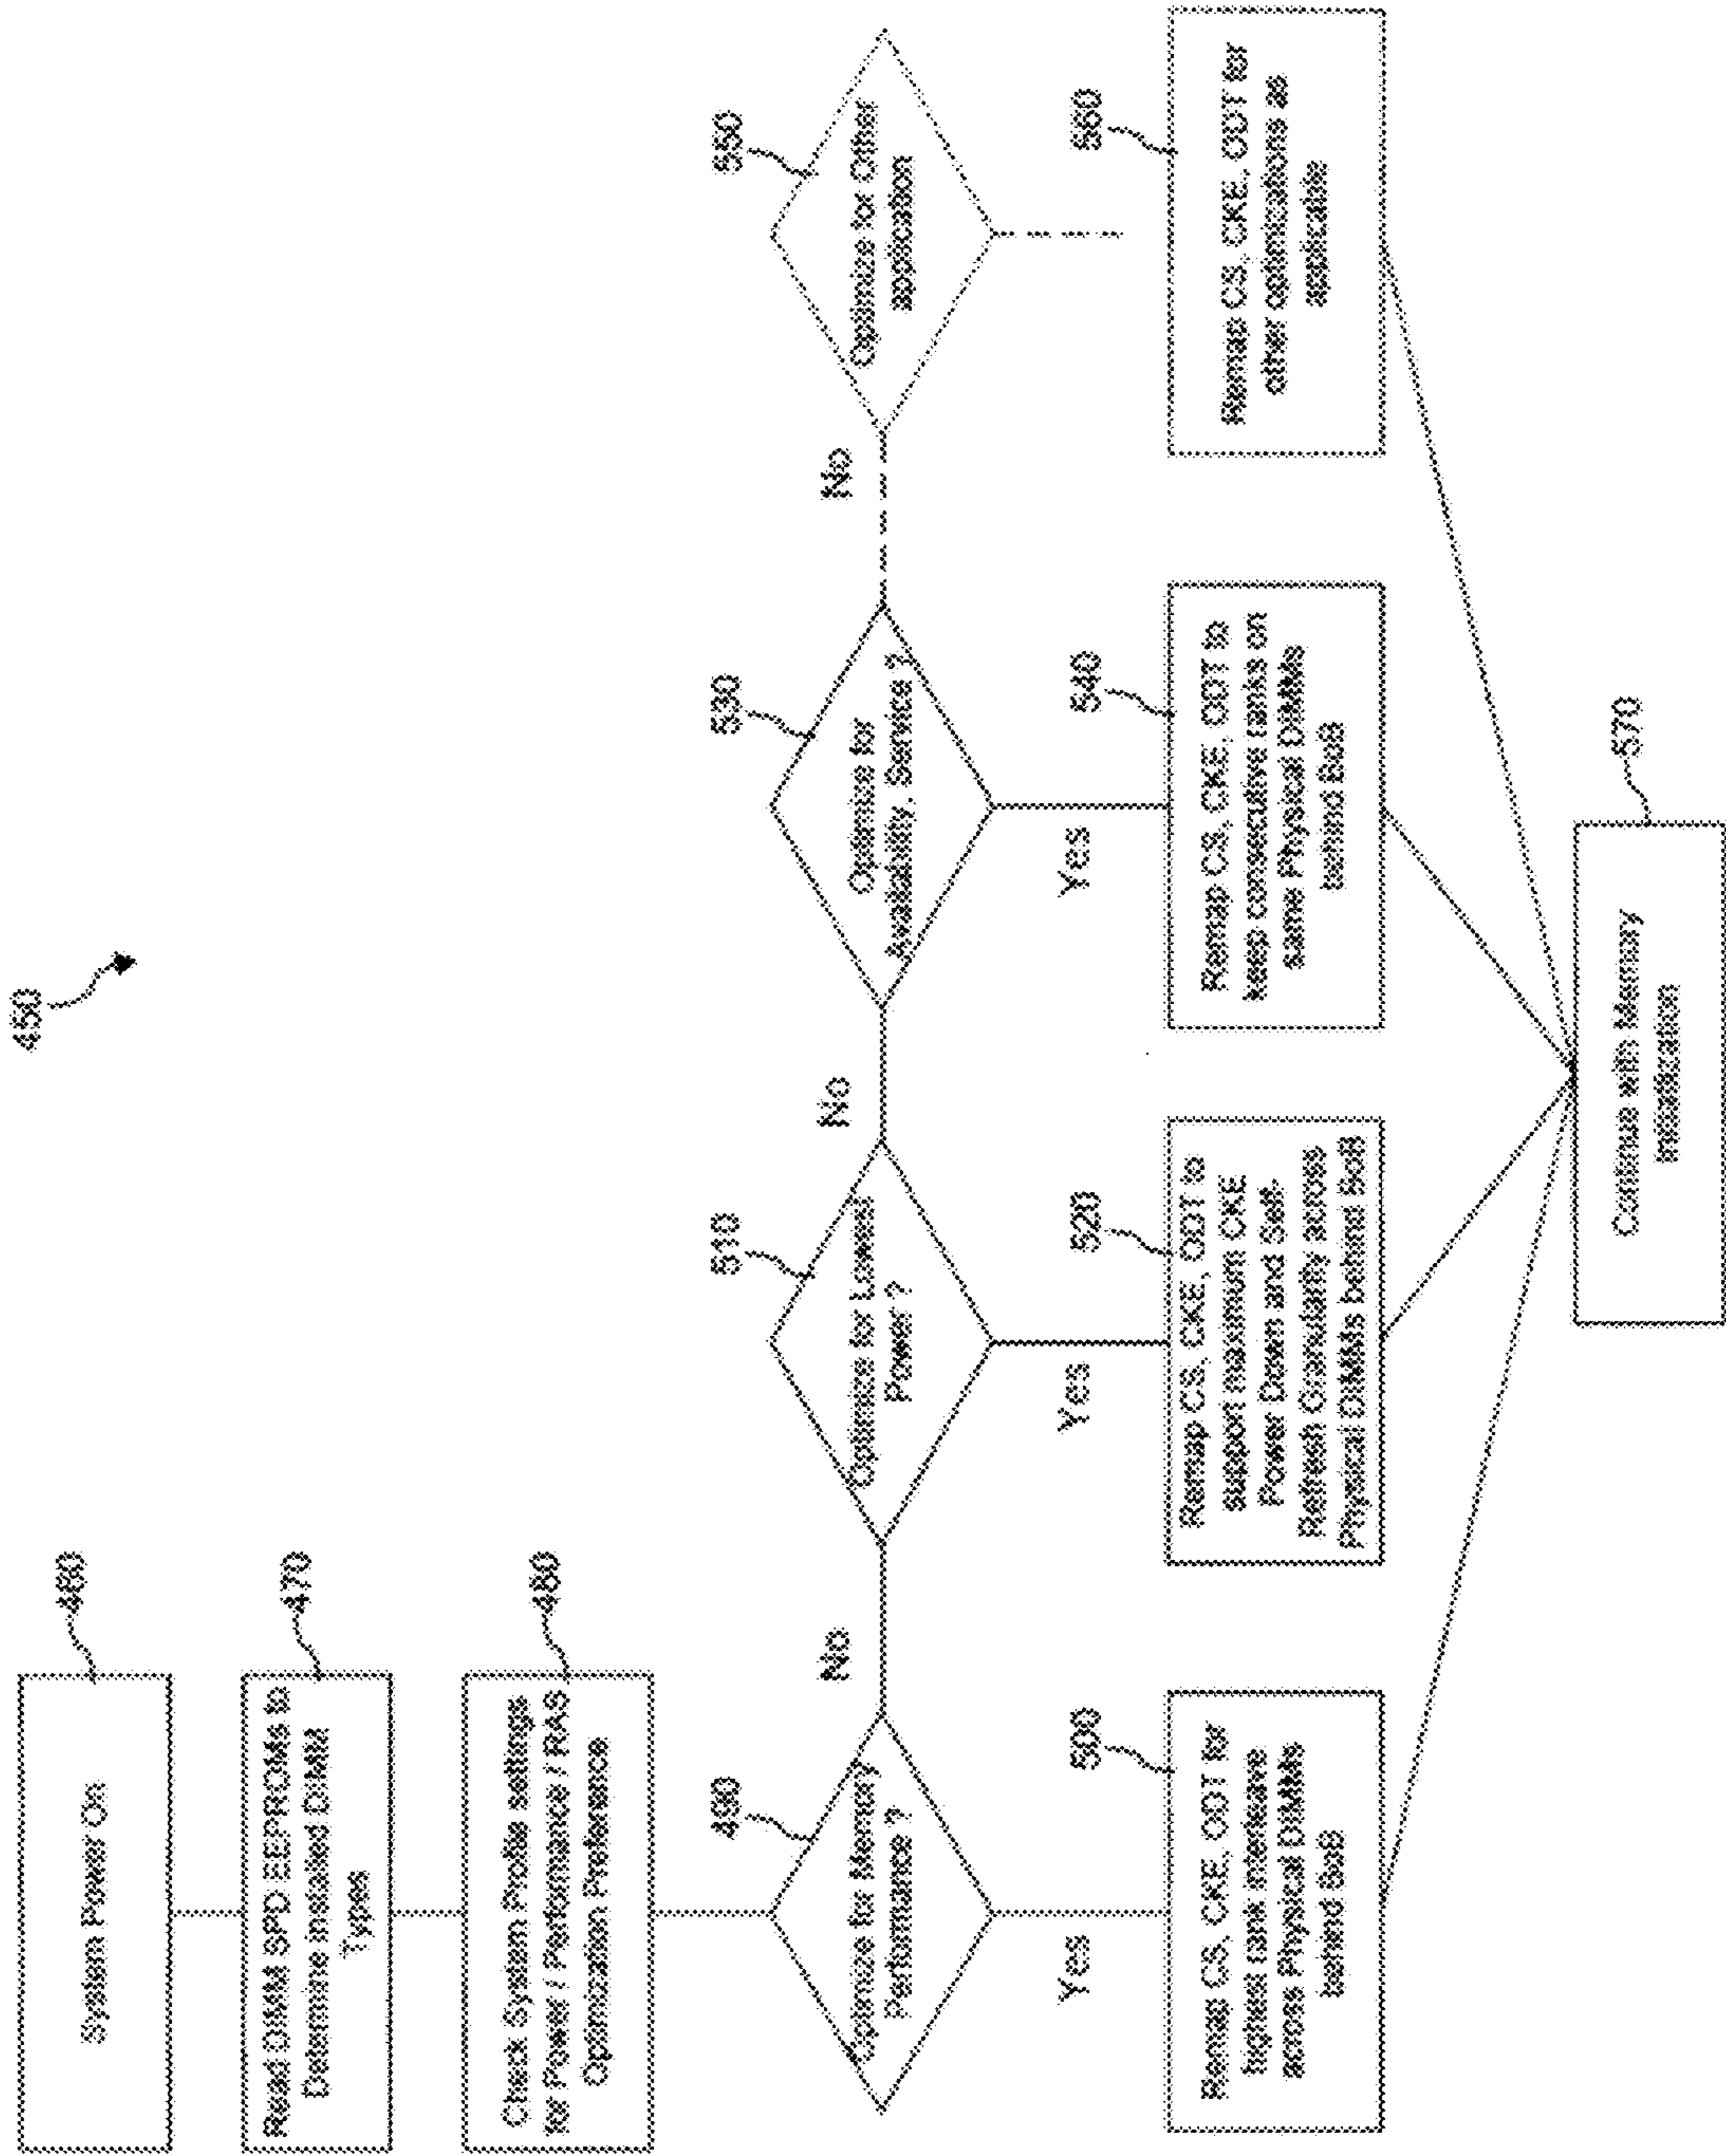 450
System Power On
460
Read DIMM SPD EEPROMs to
Determine installed DIMM
Types
470
Check System Profile settings
for Power / Performance / RAS
Optimization Preference
480
Optimize for Memory
Performance ?
490
No
Optimize for Lowest
Power ?
510
No
Optimize for
Availability, Service ?
530
No
Optimize for Other
application
550
Yes
Yes
Yes
Remap CS, CKE, ODT for
highest rank interleave
across Physical DIMMs
behind BoB
500
Remap CS, CKE, ODT to
support maximum CKE
Power Down and Self-
Refresh Granularity across
Physical DIMMs behind BoB
520
Remap CS, CKE, ODT to
keep consecutive ranks on
same Physical DIMMs
behind BoB
540
Remap CS, CKE, ODT for
other optimizations as
applicable
560
Continue with Memory
Initialization
570